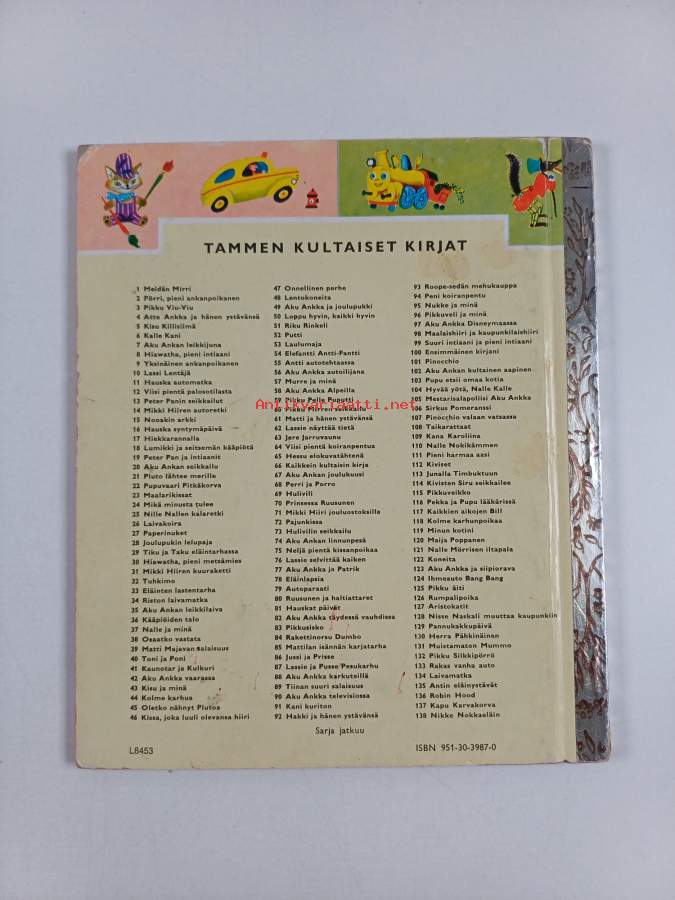 TAMMEN KULTAISET KIRJAT
1 Meidän Mirri
2 Pörri, pieni ankanpoikanen
3 Pikku Viu-Viu
4 Atte Ankka ja hänen ystävänsä
5 Kisu Killisilmä
6 Kalle Kani
7 Aku Ankan leikkijuna
8 Hiawatha, pieni intiaani
9 Yksinäinen ankanpoikanen
10 Lassi Lentäjä
11 Hauska automatka
12 Viisi pientä palosotilasta
13 Peter Panin seikkailut
14 Mikki Hiiren autoretki
15 Nooakin arkki
16 Hauska syntymäpäivä
17 Hiekkarannalla
18 Lumikki ja seitsemän kääpiötä
19 Peter Pan ja intiaanit
20 Aku Ankan seikkailu
21 Pluto lähtee merille
22 Pupuvaari Pitkäkorva
23 Maalarikissat
24 Mikä minusta tulee
25 Nille Nallen kalaretki
26 Laivakoira
27 Paperinuket
28 Joulupukin lelupaja
29 Tiku ja Taku eläintarhassa
30 Hiawatha, pieni metsämies
31 Mikki Hiiren kuuraketti
32 Tuhkimo
33 Eläinten lastentarha
34 Riston laivamatka
35 Aku Ankan leikkilaiva
36 Kääpiöiden talo
37 Nalle ja minä
38 Osaatko vastata
39 Matti Majavan salaisuus
40 Toni ja Poni
41 Kaunotar ja Kulkuri
42 Aku Ankka vaarassa
43 Kisu ja minä
44 Kolme karhua
45 Oletko nähnyt Plutoa
46 Kissa, joka luuli olevansa hiiri
47 Onnellinen perhe
48 Lentokoneita
49 Aku Ankka ja joulupukki
50 Loppu hyvin, kaikki hyvin
51 Riku Rinkeli
52 Putti
53 Laulumaja
54 Elefantti Antti-Fantti
55 Antti autotehtaassa
56 Aku Ankka autoilijana
57 Murre ja minä
58 Aku Ankka Alpeilla
59 Pikku Pelle Puputti
60 Pikku Mirren seikkailu
61 Matti ja hänen ystävänsä
62 Lassie näyttää tietä
63 Jere Jarruvaunu
64 Viisi pientä koiranpentua
65 Hessu elokuvatähtenä
66 Kaikkein kultaisin kirja
67 Aku Ankan joulukuusi
68 Perri ja Porro
69 Hulivili
70 Prinsessa Ruusunen
71 Mikki Hiiri jouluostoksilla
72 Pajunkissa
73 Hulivilin seikkailu
74 Aku Ankan linnunpesä
75 Neljä pientä kissanpoikaa
76 Lassie selvittää kaiken
77 Aku Ankka ja Patrik
78 Eläinlapsia
79 Autoparaati
80 Ruusunen ja haltiattaret
81 Hauskat päivät
82 Aku Ankka täydessä vauhdissa
83 Pikkusisko
84 Rakettinorsu Dumbo
85 Mattilan isännän karjatarha
86 Jussi ja Prisse
87 Lassie ja Pusse Pesukarhu
88 Aku Ankka karkuteillä
89 Tiinan suuri salaisuus
90 Aku Ankka televisiossa
91 Kani kuriton
92 Hakki ja hänen ystävänsä
93 Roope-sedän mehukauppa
94 Peni koiranpentu
95 Nukke ja minä
96 Pikkuveli ja minä
97 Aku Ankka Disneymaassa
98 Maalaishiiri ja kaupunkilaishiiri
99 Suuri intiaani ja pieni intiaani
100 Ensimmäinen kirjani
101 Pinocchio
102 Aku Ankan kultainen aapinen
103 Pupu etsii omaa kotia
104 Hyvää yötä, Nalle Kalle
105 Mestarisalapoliisi Aku Ankka
106 Sirkus Pomeranssi
107 Pinocchio valaan vatsassa
108 Taikarattaat
109 Kana Karoliina
110 Nalle Nokikämmen
111 Pieni harmaa aasi
112 Kiviset
113 Junalla Timbuktuun
114 Kivisten Siru seikkailee
115 Pikkuveikko
116 Pekka ja Pupu lääkärissä
117 Kaikkien aikojen Bill
118 Kolme karhunpoikaa
119 Minun kotini
120 Maija Poppanen
121 Nalle Mörrisen iltapala
122 Koneita
123 Aku Ankka ja siipiorava
124 Ihmeauto Bang Bang
125 Pikku äiti
126 Rumpalipoika
127 Aristokatit
128 Nisse Naskali muuttaa kaupunkiin
129 Pannukakkupäivä
130 Herra Pähkinäinen
131 Muistamaton Mummo
132 Pikku Silkkipörrö
133 Rakas vanha auto
134 Laivamatka
135 Antin eläinystävät
136 Robin Hood
137 Kapu Karvakorva
138 Nikke Nokkaeläin
Sarja jatkuu
L8453
ISBN 951-30-3987-0
Antikvariaatti.net